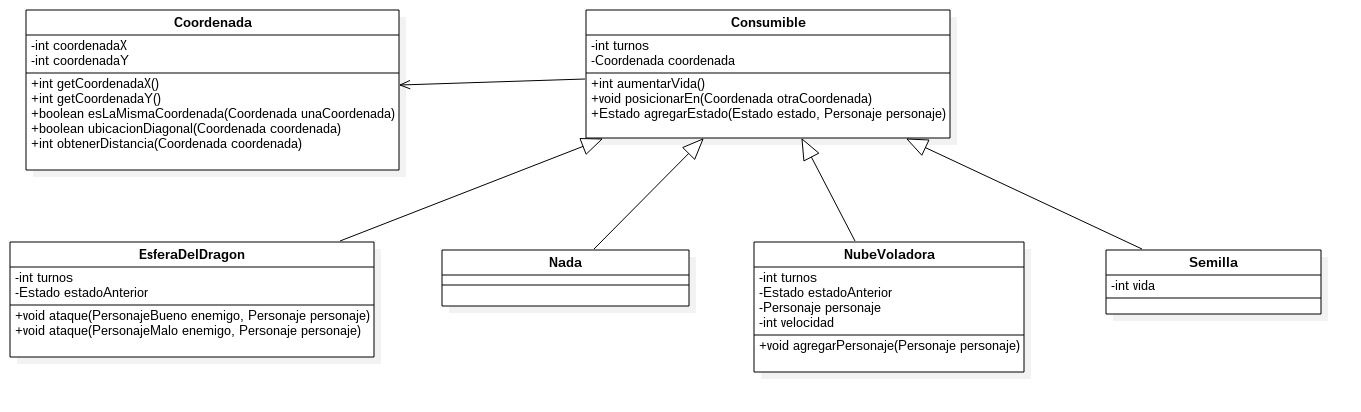 Coordenada
-int coordenadaX
-int coordenadaY
+int getCoordenadaX()
+int getCoordenadaY()
+boolean esLaMismaCoordenada(Coordenada unaCoordenada)
+boolean ubicacionDiagonal(Coordenada coordenada)
+int obtenerDistancia(Coordenada coordenada)
Consumible
-int turnos
-Coordenada coordenada
+int aumentarVida()
+void posicionarEn(Coordenada otraCoordenada)
+Estado agregarEstado(Estado estado, Personaje personaje)
EsferaDelDragon
-int turnos
-Estado estadoAnterior
+void ataque(PersonajeBueno enemigo, Personaje personaje)
+void ataque(PersonajeMalo enemigo, Personaje personaje)
Nada
NubeVoladora
-int turnos
-Estado estadoAnterior
-Personaje personaje
-int velocidad
+void agregarPersonaje(Personaje personaje)
Semilla
-int vida